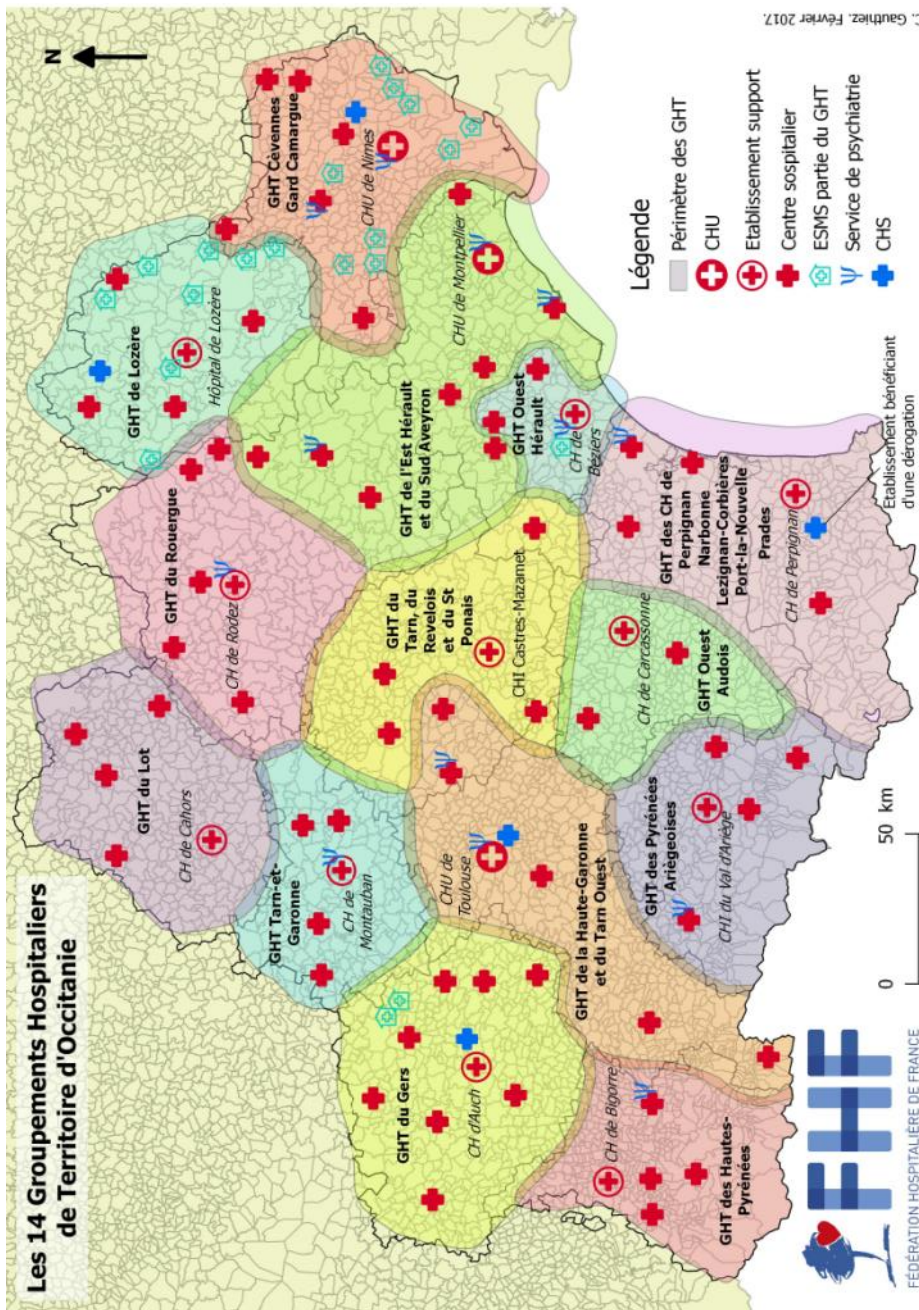 Les 14 Groupements Hospitaliers
de Territoire d'Occitanie
N
GHT du Lot
CH de Cahors
GHT de Lozère
Hôpital de Lozère
GHT du Rouergue
CH de Rodez
GHT Cévennes
Gard Camargue
CHU de Nîmes
GHT Tarn-et-
Garonne
CH de
Montauban
GHT du Gers
CH d'Auch
GHT du
Tarn, du
Revelois
et du St
Ponais
CHI Castres-Mazamet
GHT de l'Est Hérault
et du Sud Aveyron
CHU de Montpellier
GHT Ouest
Hérault
CH de
Béziers
CHU de
Toulouse
GHT de la Haute-Garonne
et du Tarn Ouest
CH de Bigorre
GHT des Hautes-
Pyrénées
GHT des Pyrénées
Ariégeoises
CHI du Val d'Ariège
CH de Carcassonne
GHT Ouest
Audois
GHT des CH de
Perpignan
Narbonne
Lezignan-Corbières
Port-la-Nouvelle
Prades
CH de Perpignan
Etablissement bénéficiant
d'une dérogation
Légende
Périmètre des GHT
CHU
Etablissement support
Centre sospitalier
ESMS partie du GHT
Service de psychiatrie
CHS
0 50 km
FHF
FÉDÉRATION HOSPITALIÈRE DE FRANCE
C. Gauthiez. Février 2017.